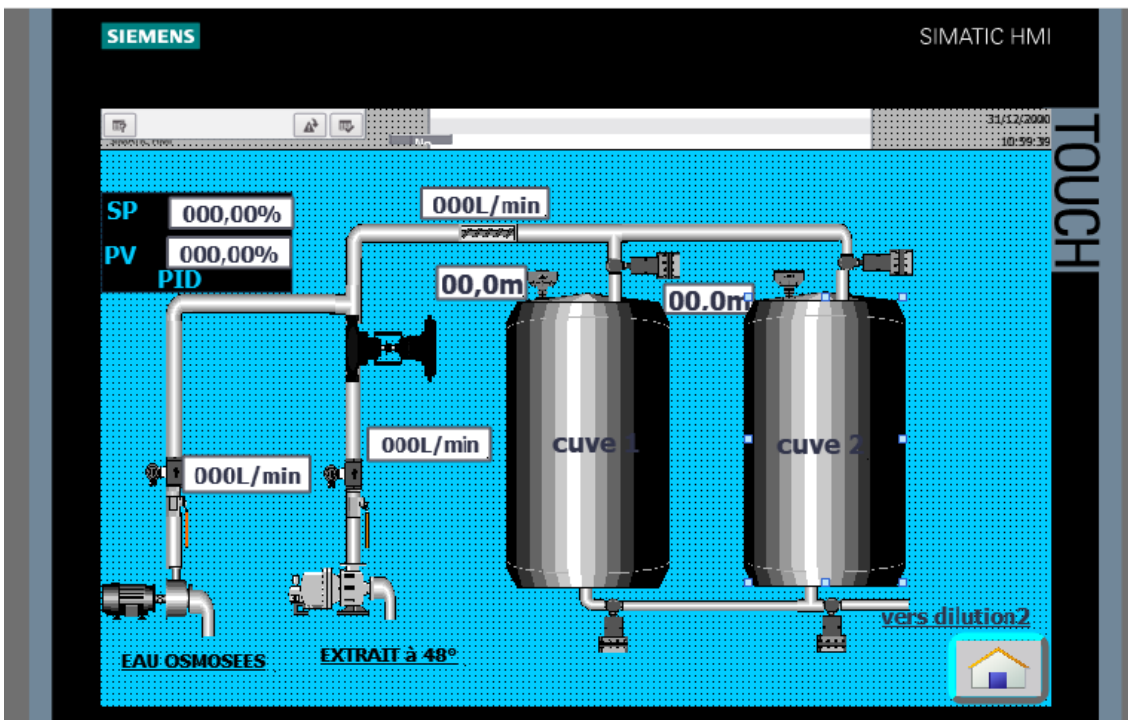 SIEMENS
SIMATIC HMI
TOUCH
31/12/2000
10:59:39
SP 000,00%
PV 000,00%
PID
000L/min
00,0m
00.0m
000L/min
000L/min
cuve 1
cuve 2
vers dilution2
EAU OSMOSEES
EXTRAIT à 48°